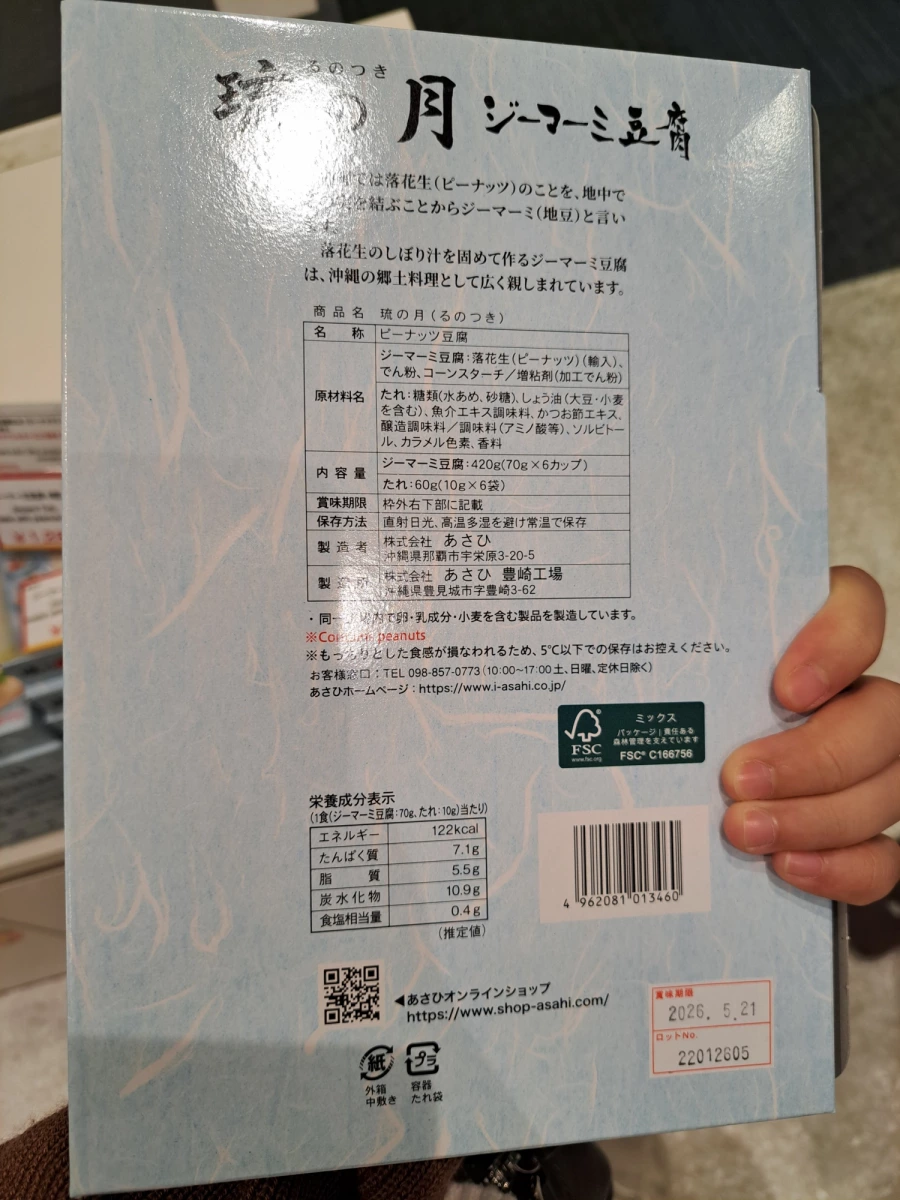 るのつき
琉の月 ジーマーミ豆腐
では落花生(ピーナッツ)のことを、地中で
を結ぶことからジーマーミ(地豆)と言い
す。
落花生のしぼり汁を固めて作るジーマーミ豆腐
は、沖縄の郷土料理として広く親しまれています。
商品名 琉の月(るのつき)
名称 ピーナッツ豆腐
原材料名 ジーマーミ豆腐:落花生(ピーナッツ)(輸入)、
でん粉、コーンスターチ/増粘剤(加工でん粉)
たれ:糖類(水あめ、砂糖)、しょう油(大豆・小麦
を含む)、魚介エキス調味料、かつお節エキス、
醸造調味料/調味料(アミノ酸等)、ソルビトー
ル、カラメル色素、香料
内容量 ジーマーミ豆腐:420g(70g×6カップ)
たれ:60g(10g×6袋)
賞味期限 枠外右下部に記載
保存方法 直射日光、高温多湿を避け常温で保存
製造者 株式会社 あさひ
沖縄県那覇市字栄原3-20-5
製造所 株式会社 あさひ 豊崎工場
沖縄県豊見城市字豊崎3-62
・同一工場内で卵・乳成分・小麦を含む製品を製造しています。
※Contains peanuts
※もっちりとした食感が損なわれるため、5℃以下での保存はお控えください。
お客様窓口:TEL 098-857-0773(10:00~17:00 土、日曜、定休日除く)
あさひホームページ:https://www.i-asahi.co.jp/
FSC
www.fsc.org
ミックス
パッケージ|責任ある
森林管理を支えています
FSC® C166756
栄養成分表示
(1食(ジーマーミ豆腐:70g、たれ:10g)当たり)
エネルギー 122kcal
たんぱく質 7.1g
脂質 5.5g
炭水化物 10.9g
食塩相当量 0.4g
(推定値)
4 962081 013460
◀あさひオンラインショップ
https://www.shop-asahi.com/
賞味期限
2026. 5.21
ロットNo.
22012605
紙 プラ
外箱 容器
中敷き たれ袋